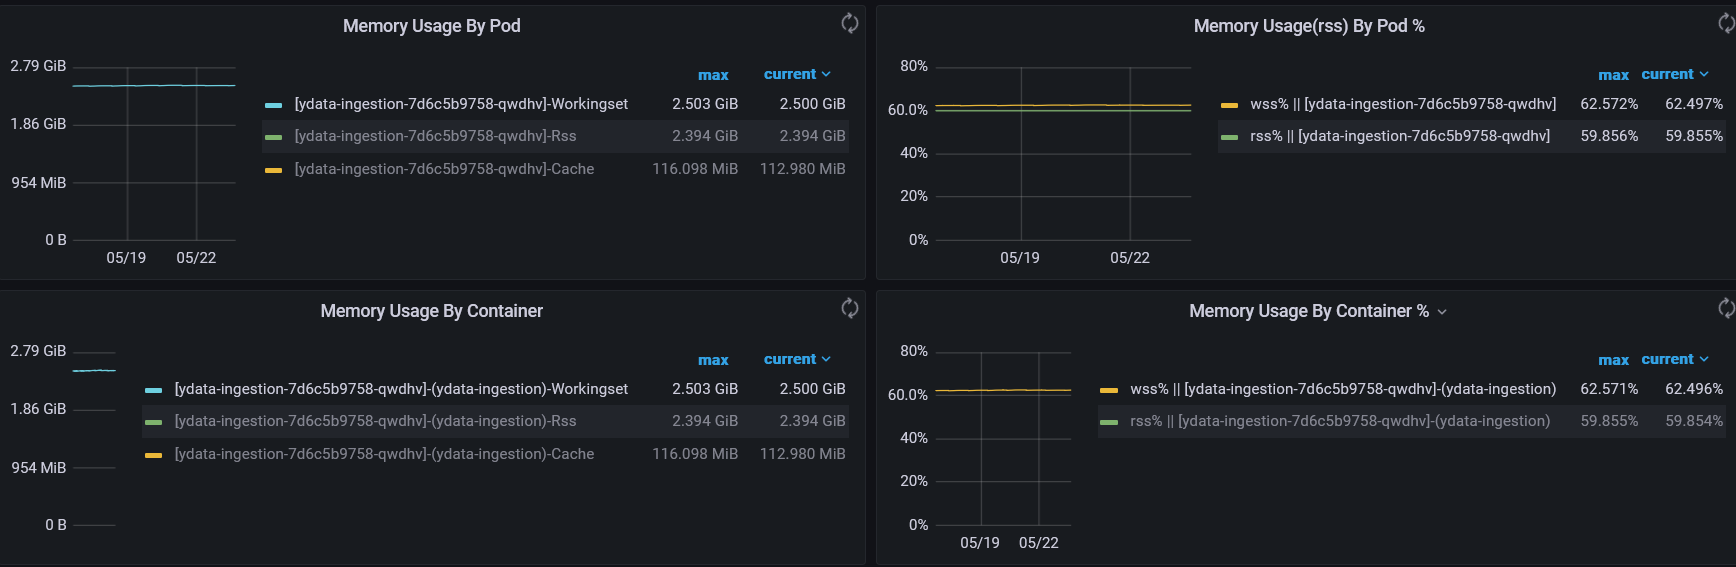 Memory Usage By Pod
2.79 GiB
1.86 GiB
954 MiB
0 B
05/19 05/22
max current
[ydata-ingestion-7d6c5b9758-qwdhv]-Workingset 2.503 GiB 2.500 GiB
[ydata-ingestion-7d6c5b9758-qwdhv]-Rss 2.394 GiB 2.394 GiB
[ydata-ingestion-7d6c5b9758-qwdhv]-Cache 116.098 MiB 112.980 MiB
Memory Usage(rss) By Pod %
80%
60.0%
40%
20%
0%
05/19 05/22
max current
wss% || [ydata-ingestion-7d6c5b9758-qwdhv] 62.572% 62.497%
rss% || [ydata-ingestion-7d6c5b9758-qwdhv] 59.856% 59.855%
Memory Usage By Container
2.79 GiB
1.86 GiB
954 MiB
0 B
max current
[ydata-ingestion-7d6c5b9758-qwdhv]-(ydata-ingestion)-Workingset 2.503 GiB 2.500 GiB
[ydata-ingestion-7d6c5b9758-qwdhv]-(ydata-ingestion)-Rss 2.394 GiB 2.394 GiB
[ydata-ingestion-7d6c5b9758-qwdhv]-(ydata-ingestion)-Cache 116.098 MiB 112.980 MiB
Memory Usage By Container %
80%
60.0%
40%
20%
0%
05/19 05/22
max current
wss% || [ydata-ingestion-7d6c5b9758-qwdhv]-(ydata-ingestion) 62.571% 62.496%
rss% || [ydata-ingestion-7d6c5b9758-qwdhv]-(ydata-ingestion) 59.855% 59.854%